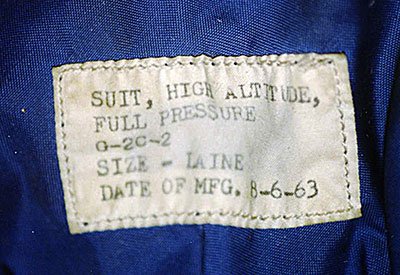 SUIT, HIGH ALTITUDE,
FULL PRESSURE
G-2C-2
SIZE - LAINE
DATE OF MFG. 8-6-63